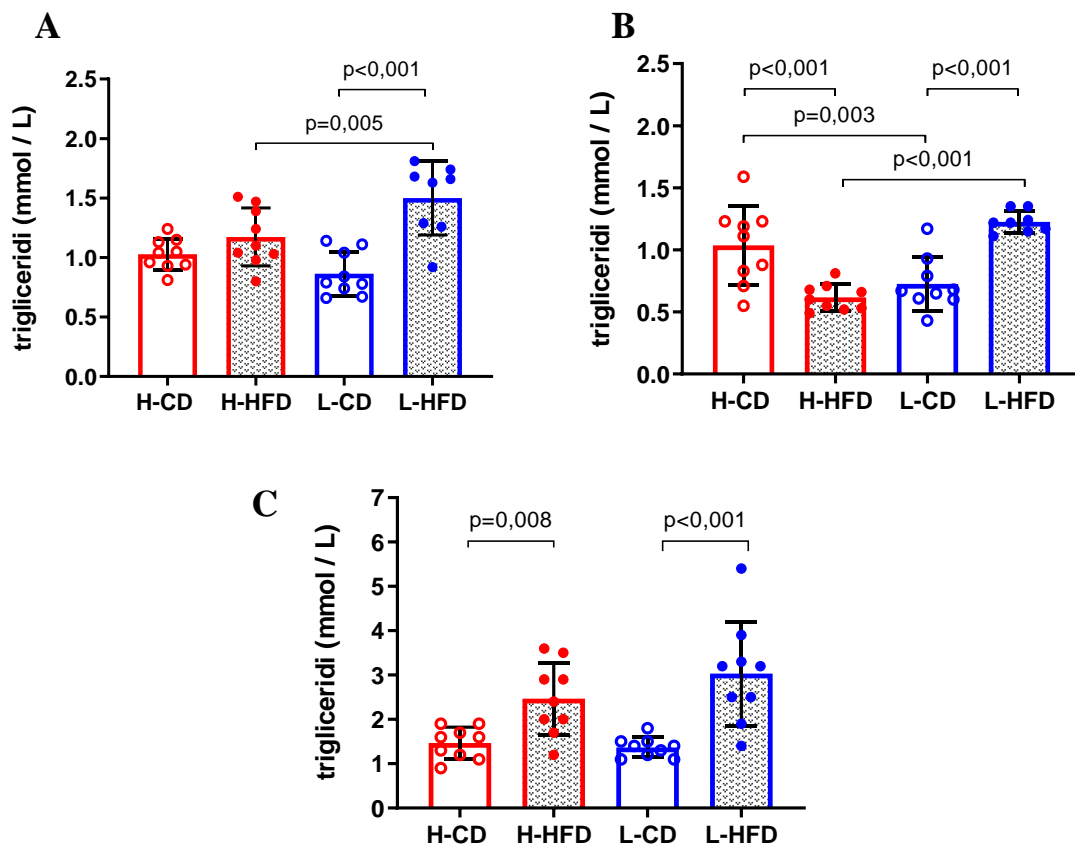 A
p<0,001
p=0,005
trigliceridi (mmol / L)
2.5
2.0
1.5
1.0
0.5
0.0
H-CD H-HFD L-CD L-HFD
B
p<0,001 p<0,001
p=0,003
p<0,001
trigliceridi (mmol / L)
2.5
2.0
1.5
1.0
0.5
0.0
H-CD H-HFD L-CD L-HFD
C
p=0,008 p<0,001
trigliceridi (mmol / L)
7
6
5
4
3
2
1
0
H-CD H-HFD L-CD L-HFD